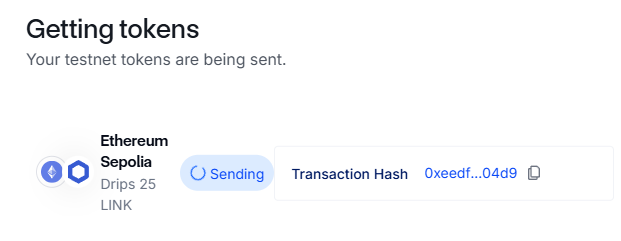 Getting tokens
Your testnet tokens are being sent.
Ethereum
Sepolia
Drips 25
LINK
Sending
Transaction Hash 0xeedf...04d9